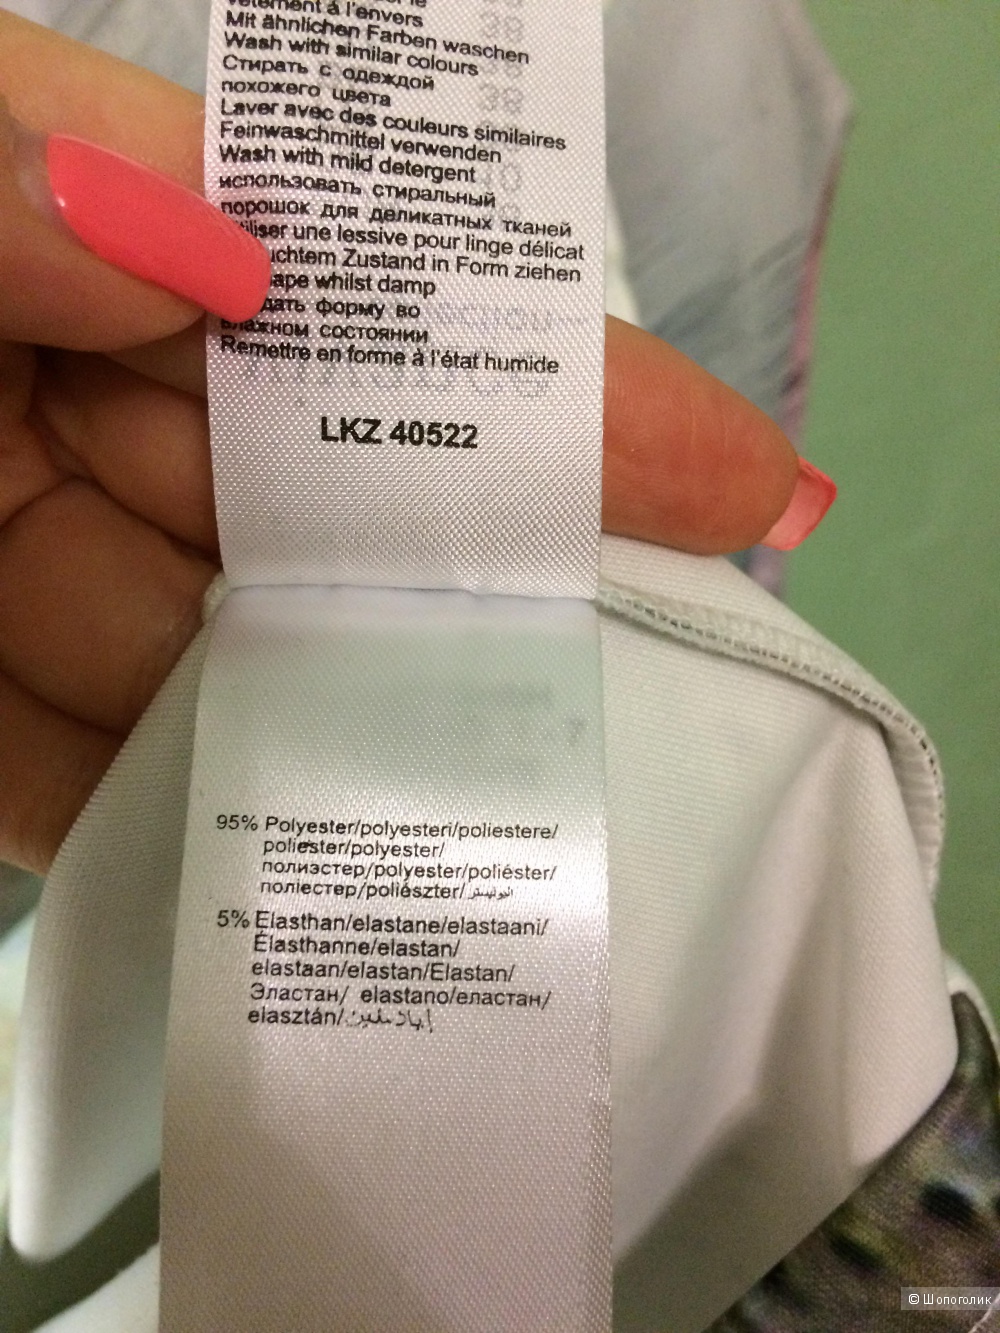 vêtement à l'envers
Mit ähnlichen Farben waschen
Wash with similar colours
Стирать с одеждой
похожего цвета
Laver avec des couleurs similaires
Feinwaschmittel verwenden
Wash with mild detergent
использовать стиральный
порошок для деликатных тканей
une lessive pour linge délicat
Zustand in Form ziehen
whilst damp
форму во
влажном состоянии
Remettre en forme à l'état humide
LKZ 40522
95% Polyester/polyesteri/poliestere/
poliester/polyester/
полиэстер/polyester/poliéster/
поліестер/poliészter/البوليستر
5% Elasthan/elastane/elastaani/
Élasthanne/elastan/
elastaan/elastan/Elastan/
Эластан/ elastano/еластан/
elasztán/
© Шопоголик